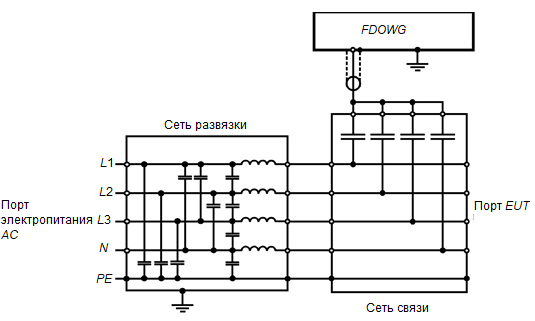 FDOWG
Сеть развязки
L1
L2
L3
N
PE
Порт
электропитания
AC
Порт EUT
Сеть связи